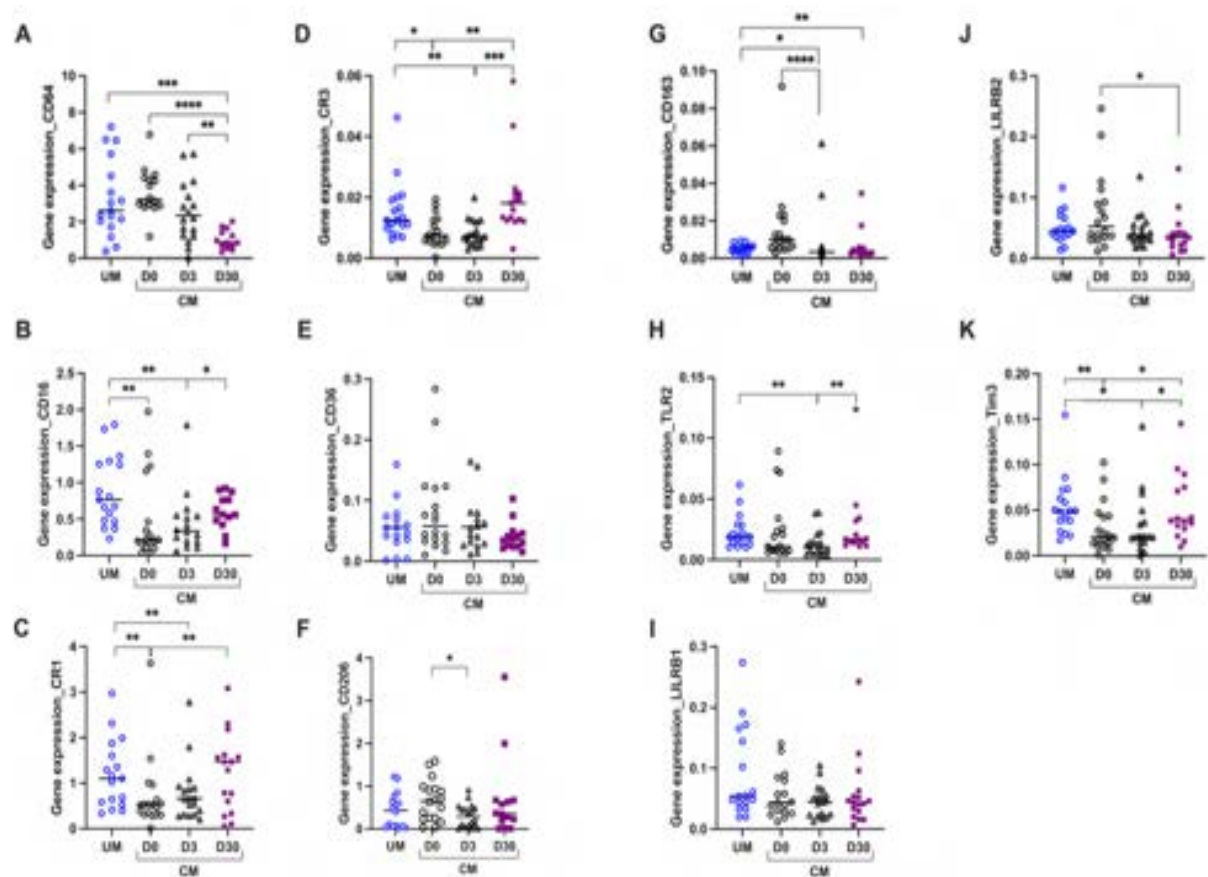 A
Gene expression_CD64
10
8
6
4
2
0
***
****
**
UM
D0
D3
D30
CM
B
Gene expression_CD16
2.5
2.0
1.5
1.0
0.5
0.0
**
*
**
UM
D0
D3
D30
CM
C
Gene expression_CR1
4
3
2
1
0
**
**
**
UM
D0
D3
D30
CM
D
Gene expression_CR3
0.06
0.04
0.02
0.00
*
**
**
***
UM
D0
D3
D30
CM
E
Gene expression_CD36
0.3
0.2
0.1
0.0
UM
D0
D3
D30
CM
F
Gene expression_CD206
4
3
2
1
0
*
UM
D0
D3
D30
CM
G
Gene expression_CD163
0.10
0.08
0.06
0.04
0.02
0.00
**
*
****
UM
D0
D3
D30
CM
H
Gene expression_TLR2
0.15
0.10
0.05
0.00
**
**
UM
D0
D3
D30
CM
I
Gene expression_LILRB1
0.3
0.2
0.1
0.0
UM
D0
D3
D30
CM
J
Gene expression_LILRB2
0.3
0.2
0.1
0.0
*
UM
D0
D3
D30
CM
K
Gene expression_Tim3
0.20
0.15
0.10
0.05
0.00
**
*
*
*
UM
D0
D3
D30
CM